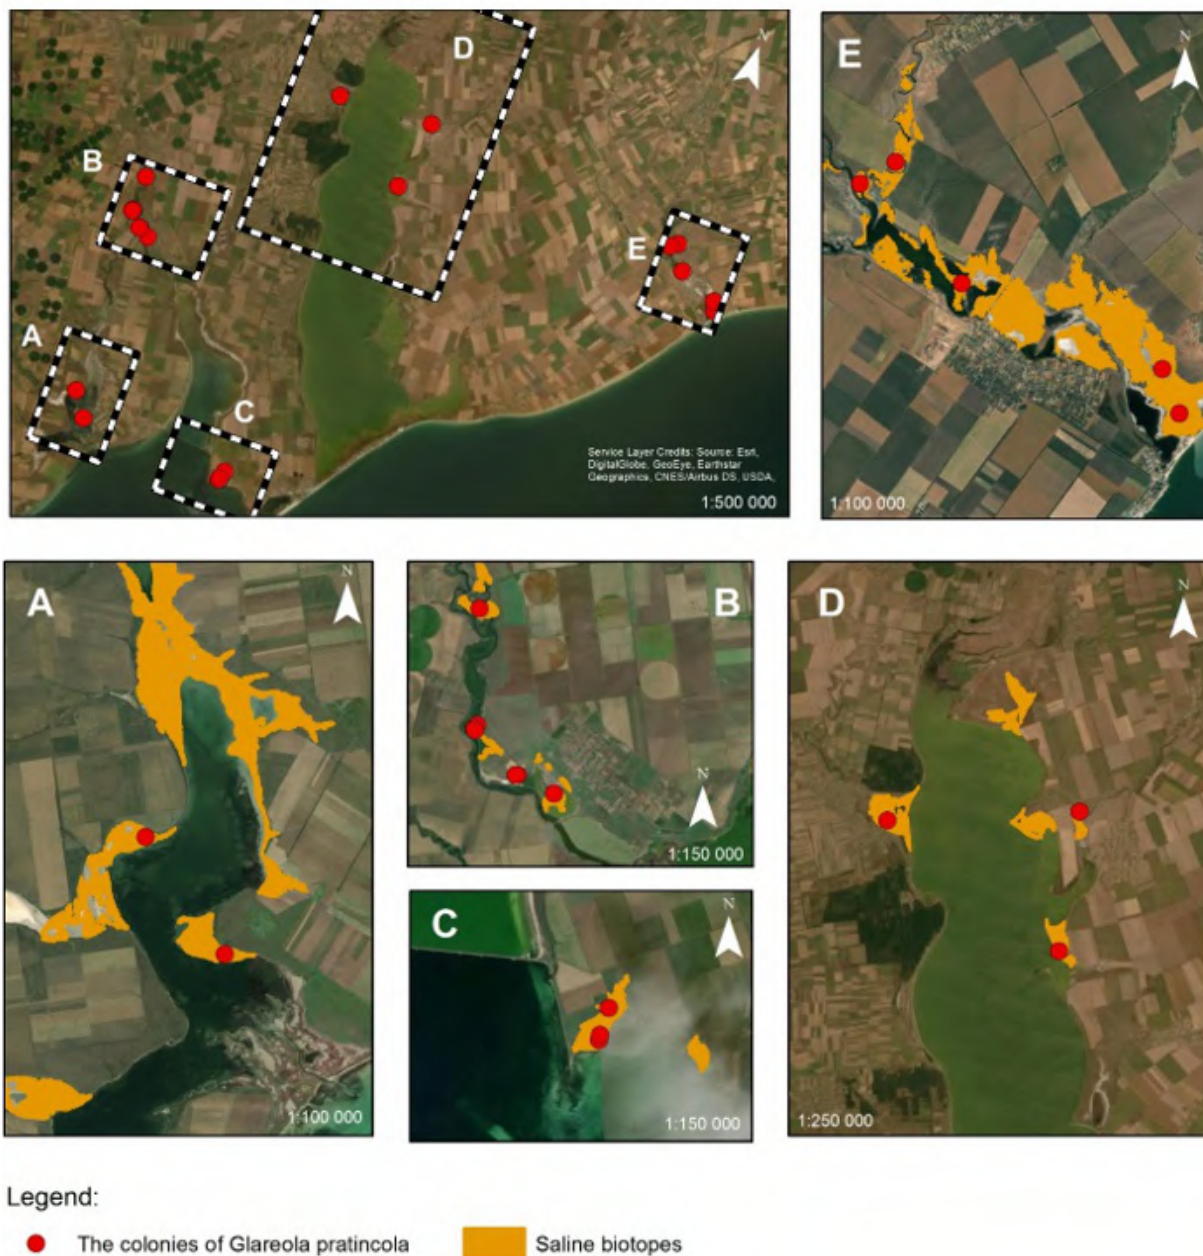 D
N
B
E
A
C
Service Layer Credits: Source: Esri,
DigitalGlobe, GeoEye, Earthstar
Geographics, CNES/Airbus DS, USDA,
1:500 000
E
N
1:100 000
A
N
1:100 000
B
N
1:150 000
C
N
1:150 000
D
N
1:250 000
Legend:
The colonies of Glareola pratincola
Saline biotopes